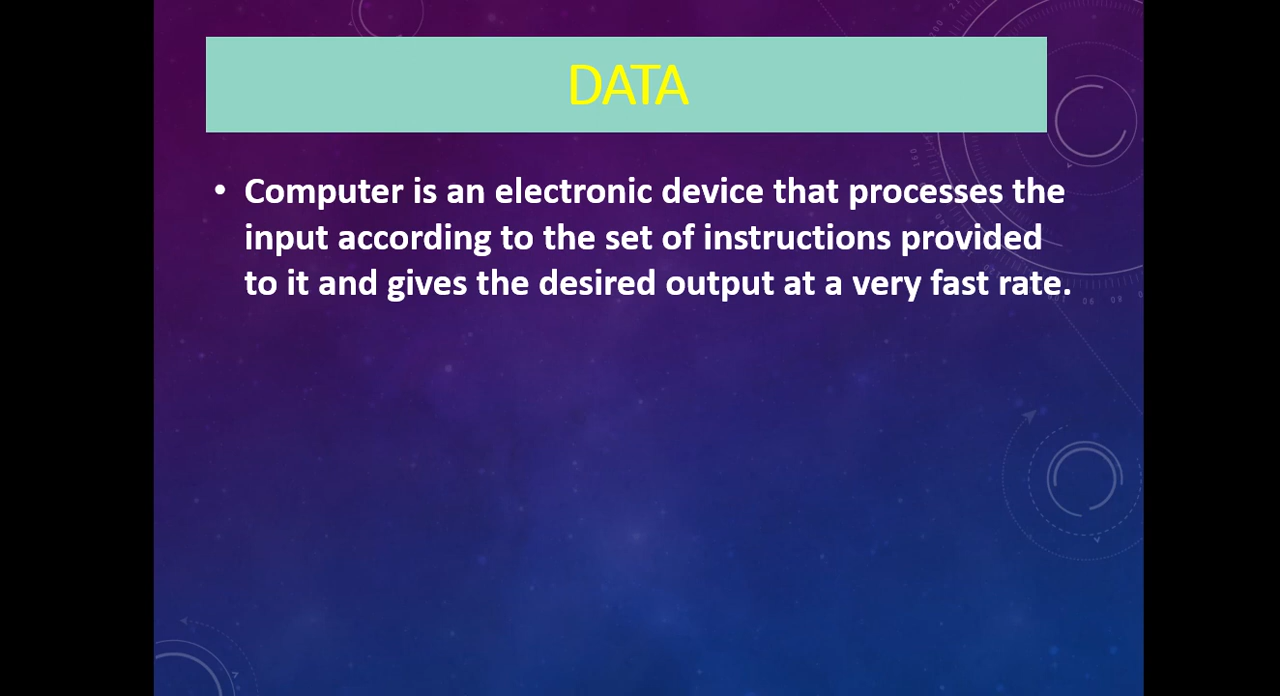 DATA
• Computer is an electronic device that processes the
input according to the set of instructions provided
to it and gives the desired output at a very fast rate.